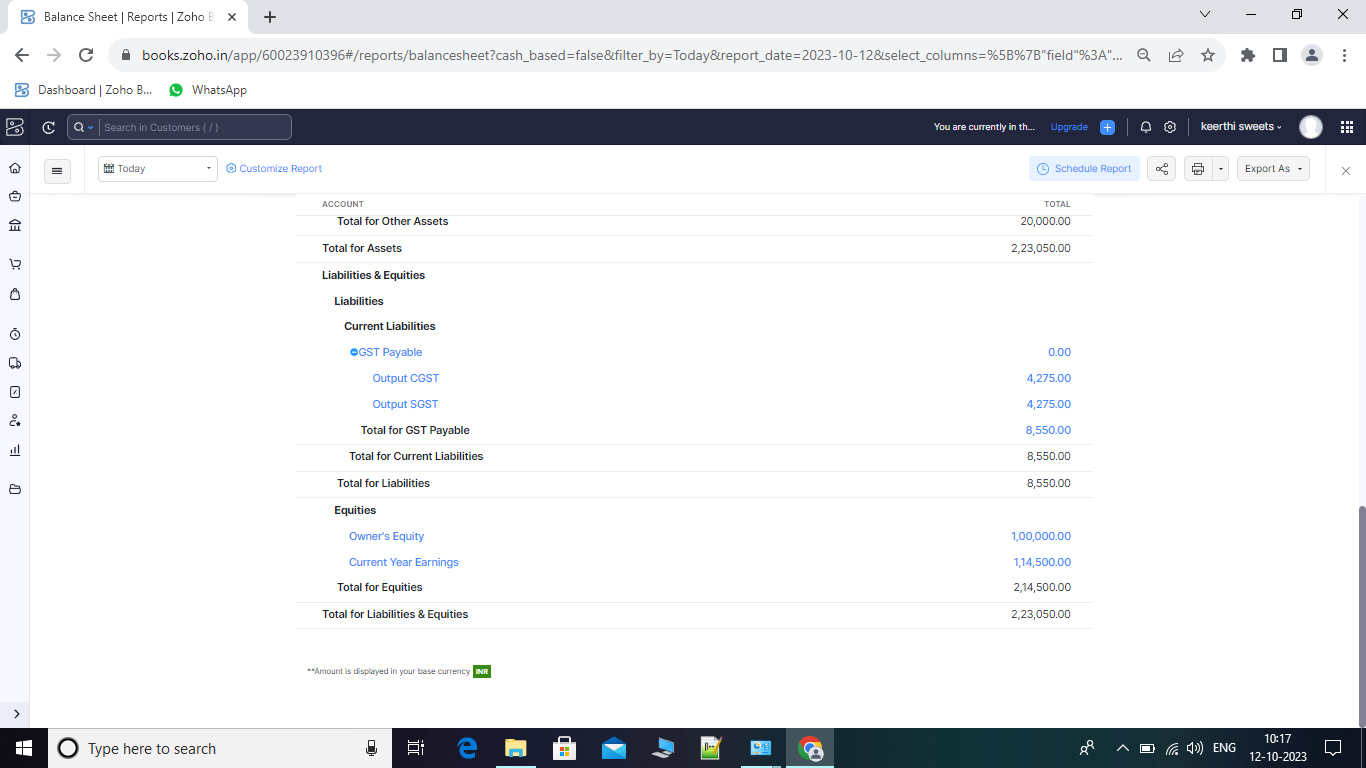 Balance Sheet | Reports | Zoho B
books.zoho.in/app/60023910396#/reports/balancesheet?cash_based=false&filter_by=Today&report_date=2023-10-12&select_columns=%5B%7B"field"%3A"...
Dashboard | Zoho B... WhatsApp
Search in Customers ( / ) You are currently in th... Upgrade keerthi sweets
Today Customize Report Schedule Report Export As
ACCOUNT TOTAL
Total for Other Assets 20,000.00
Total for Assets 2,23,050.00
Liabilities & Equities
Liabilities
Current Liabilities
GST Payable 0.00
Output CGST 4,275.00
Output SGST 4,275.00
Total for GST Payable 8,550.00
Total for Current Liabilities 8,550.00
Total for Liabilities 8,550.00
Equities
Owner's Equity 1,00,000.00
Current Year Earnings 1,14,500.00
Total for Equities 2,14,500.00
Total for Liabilities & Equities 2,23,050.00
**Amount is displayed in your base currency INR
Type here to search ENG 10:17
12-10-2023